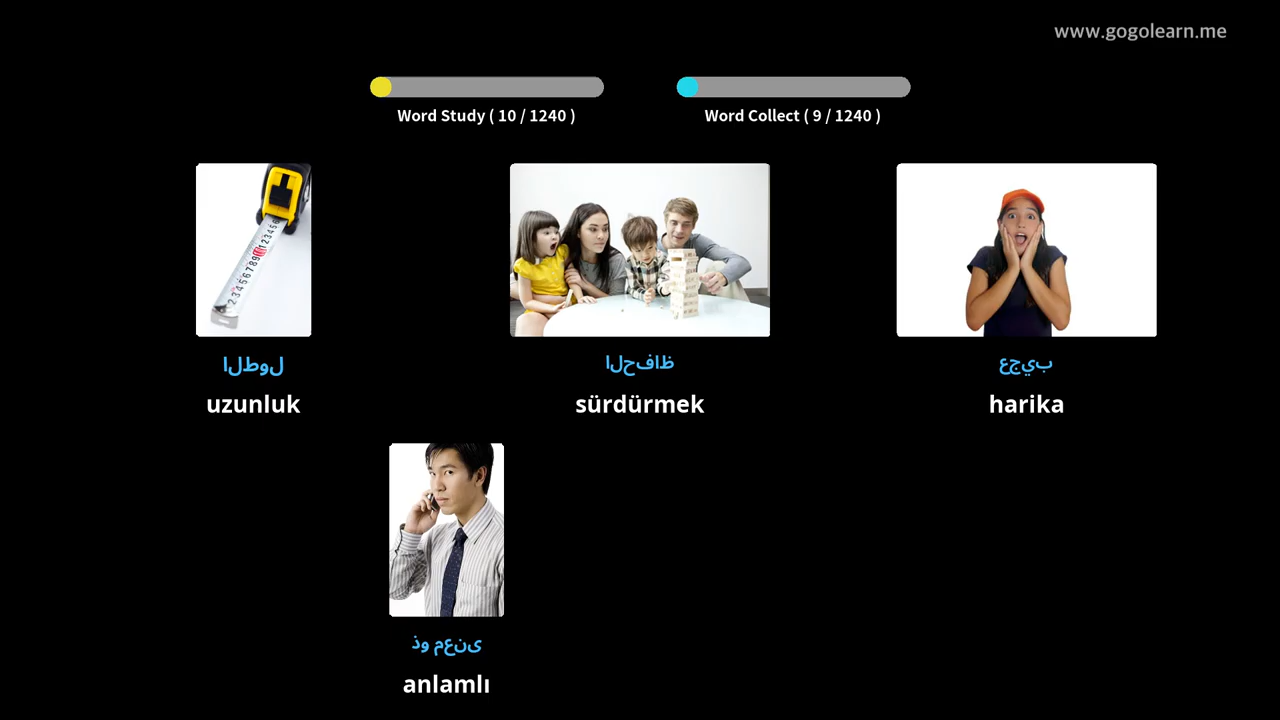 www.gogolearn.me
Word Study ( 10 / 1240 )
Word Collect ( 9 / 1240 )
الطول
uzunluk
الحفاظ
sürdürmek
عجيب
harika
ذو معنى
anlamlı